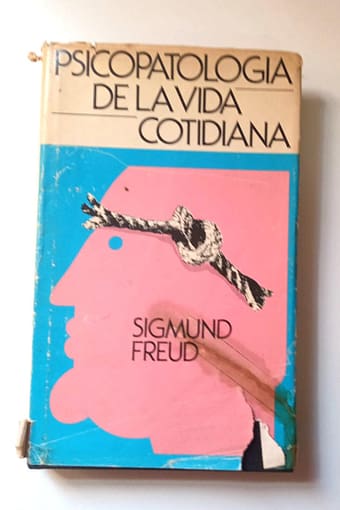 PSICOPATOLOGIA
DE LA VIDA
COTIDIANA
SIGMUND
FREUD